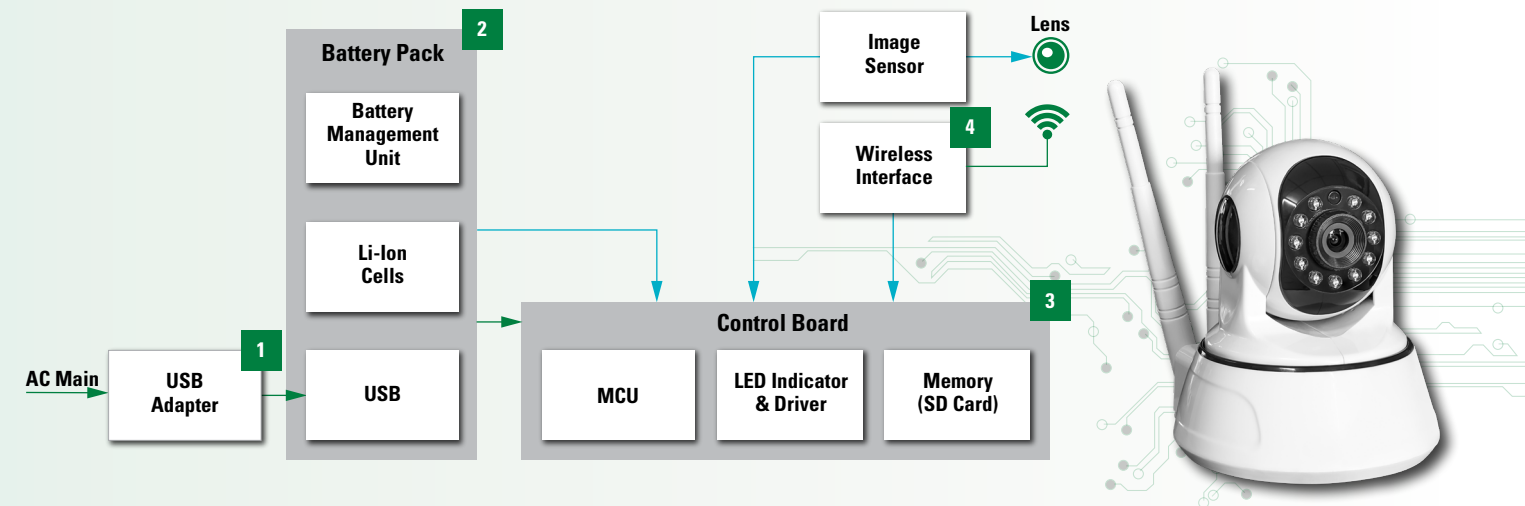 2
Battery Pack
Battery
Management
Unit
Li-Ion
Cells
USB
1
AC Main
USB
Adapter
Image
Sensor
Lens
4
Wireless
Interface
3
Control Board
MCU
LED Indicator
& Driver
Memory
(SD Card)